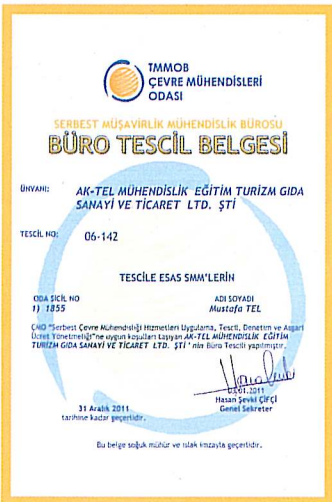 TMMOB
ÇEVRE MÜHENDİSLERİ
ODASI
SERBEST MÜŞAVİRLİK MÜHENDİSLİK BÜROSU
BÜRO TESCİL BELGESİ
ÜNVANI: AK-TEL MÜHENDİSLİK EĞİTİM TURİZM GIDA
SANAYİ VE TİCARET LTD. ŞTİ
TESCİL NO: 06-142
TESCİLE ESAS SMM'LERİN
ODA SİCİL NO ADI SOYADI
1) 1855 Mustafa TEL
ÇMO "Serbest Çevre Mühendisliği Hizmetleri Uygulama, Tescil, Denetim ve Asgari
Ücret Yönetmeliği"ne uygun koşulları taşıyan AK-TEL MÜHENDİSLİK EĞİTİM
TURİZM GIDA SANAYİ VE TİCARET LTD. ŞTİ ' nin Büro Tescili yapılmıştır.
03.01.2011
Hasan Şevki ÇİFÇİ
Genel Sekreter
31 Aralık 2011
tarihine kadar geçerlidir.
Bu belge soğuk mühür ve ıslak imzayla geçerlidir.